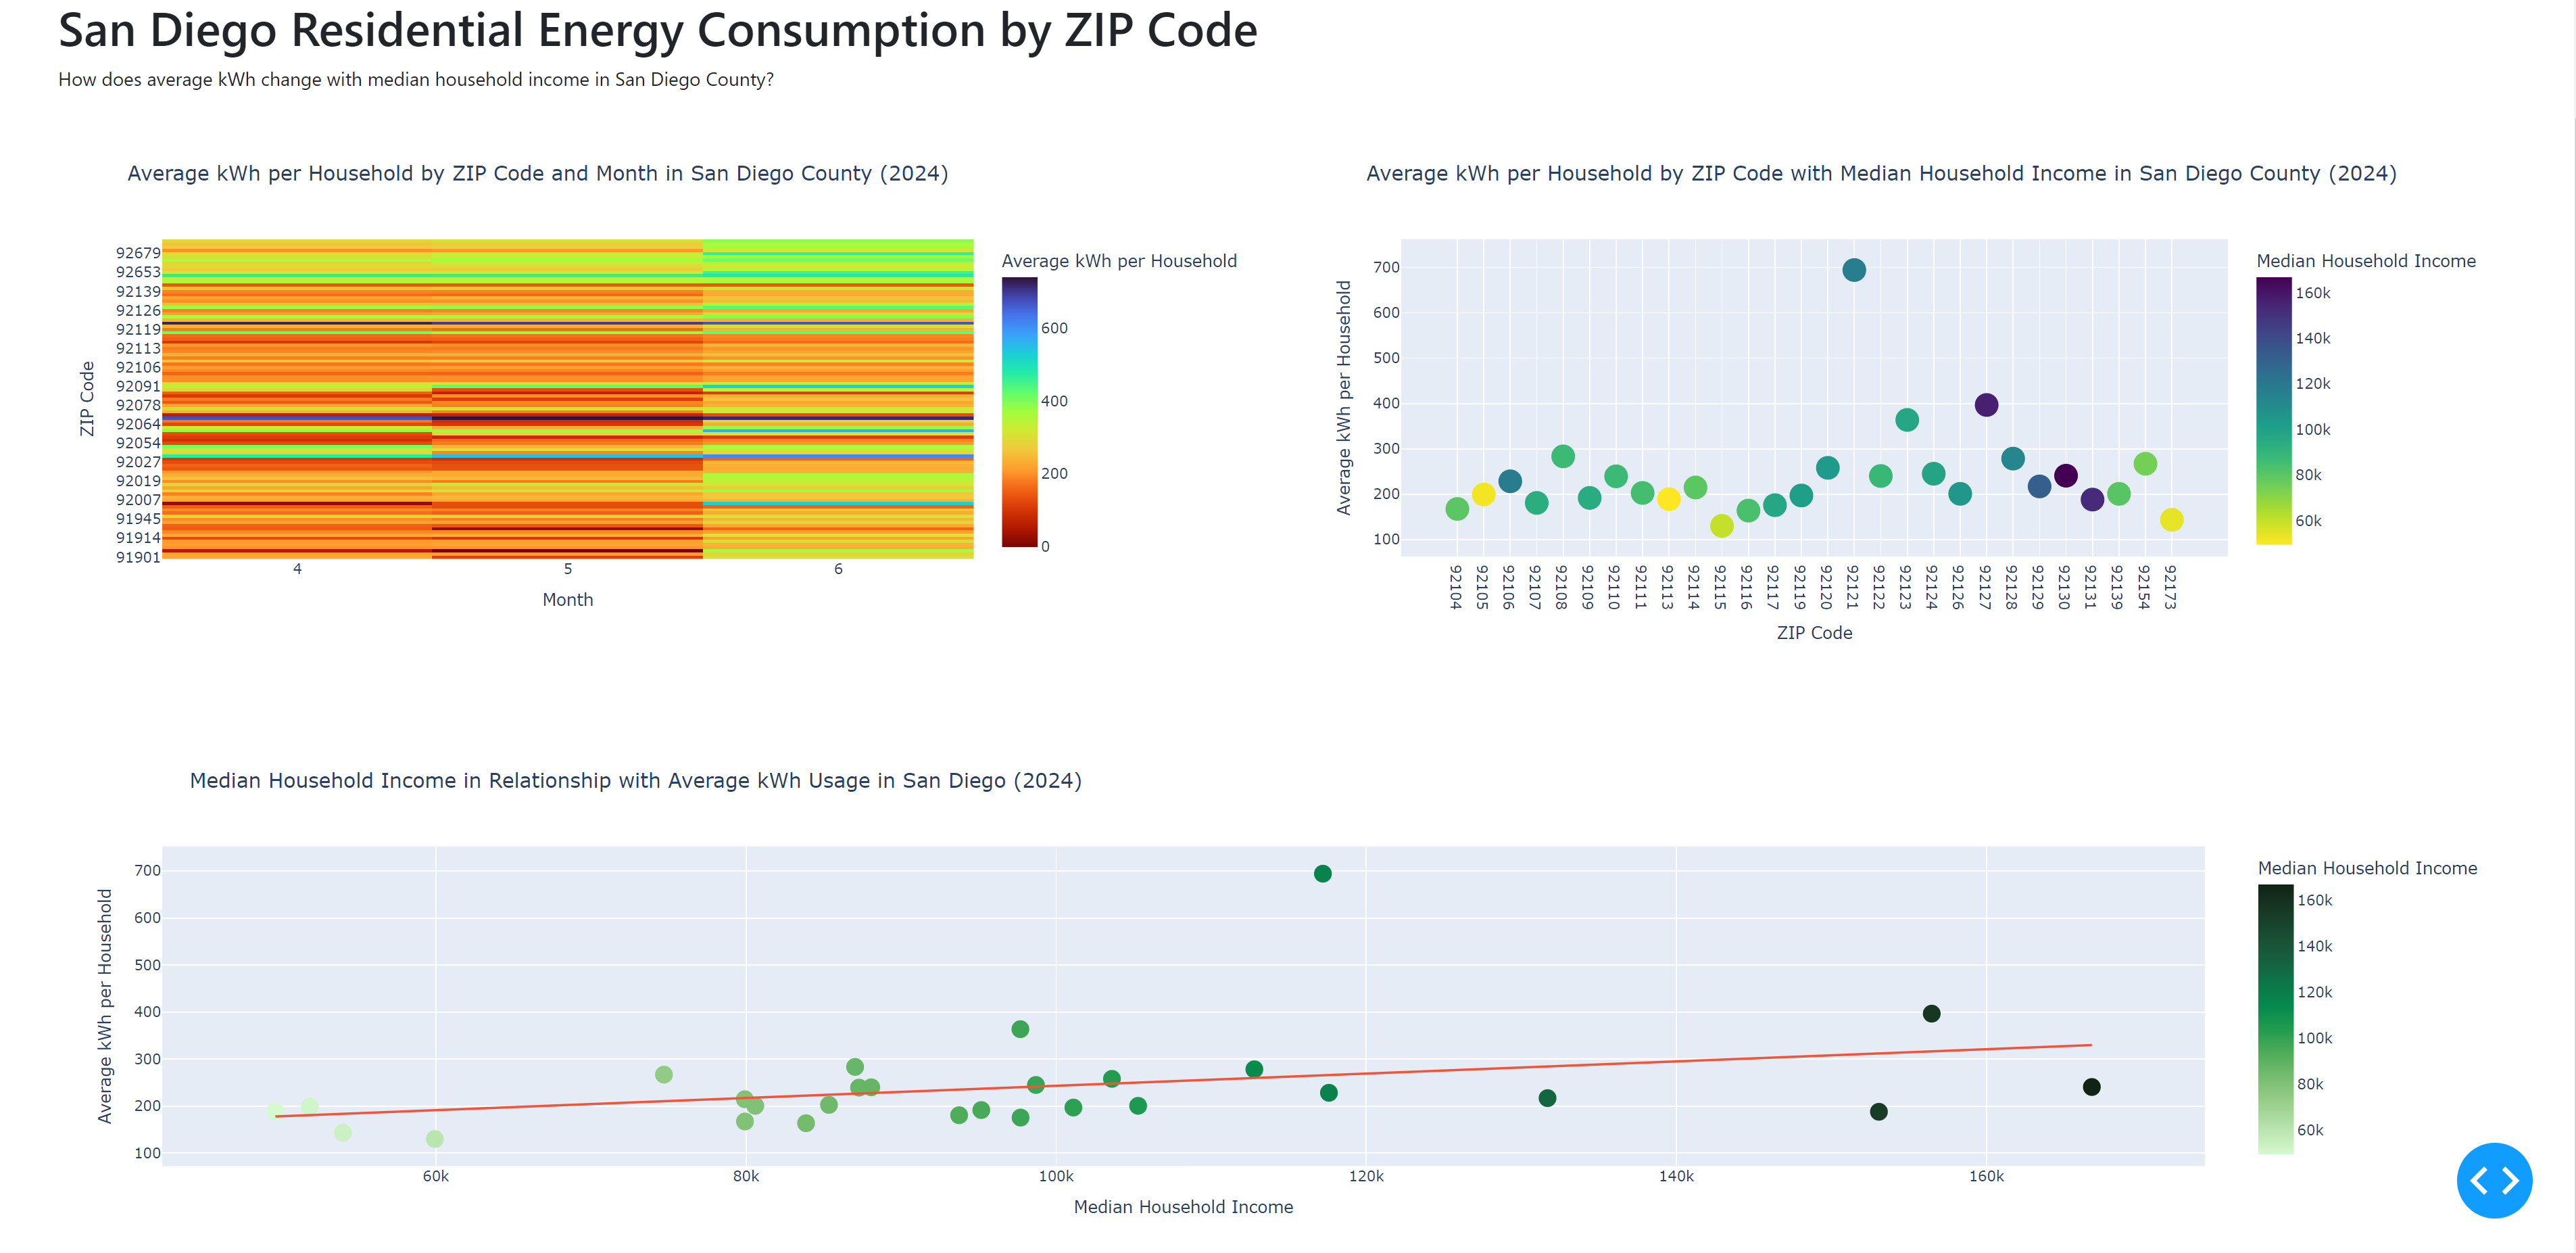 San Diego Residential Energy Consumption by ZIP Code
How does average kWh change with median household income in San Diego County?
Average kWh per Household by ZIP Code and Month in San Diego County (2024)
ZIP Code
92679
92653
92139
92126
92119
92113
92106
92091
92078
92064
92054
92027
92019
92007
91945
91914
91901
4
5
6
Month
Average kWh per Household
600
400
200
0
Average kWh per Household by ZIP Code with Median Household Income in San Diego County (2024)
Average kWh per Household
700
600
500
400
300
200
100
92104
92105
92106
92107
92108
92109
92110
92111
92113
92114
92115
92116
92117
92119
92120
92121
92122
92123
92124
92126
92127
92128
92129
92130
92131
92139
92154
92173
ZIP Code
Median Household Income
160k
140k
120k
100k
80k
60k
Median Household Income in Relationship with Average kWh Usage in San Diego (2024)
Average kWh per Household
700
600
500
400
300
200
100
60k
80k
100k
120k
140k
160k
Median Household Income
Median Household Income
160k
140k
120k
100k
80k
60k